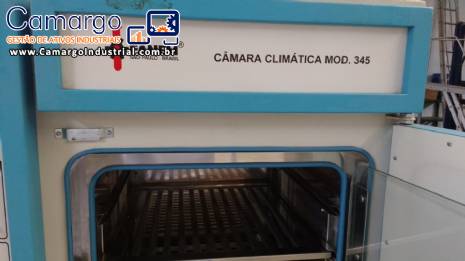 Camargo
GESTÃO DE ATIVOS INDUSTRIAIS
www.Camargoindustrial.com.br
SÃO PAULO BRASIL
CÂMARA CLIMÁTICA MOD. 345